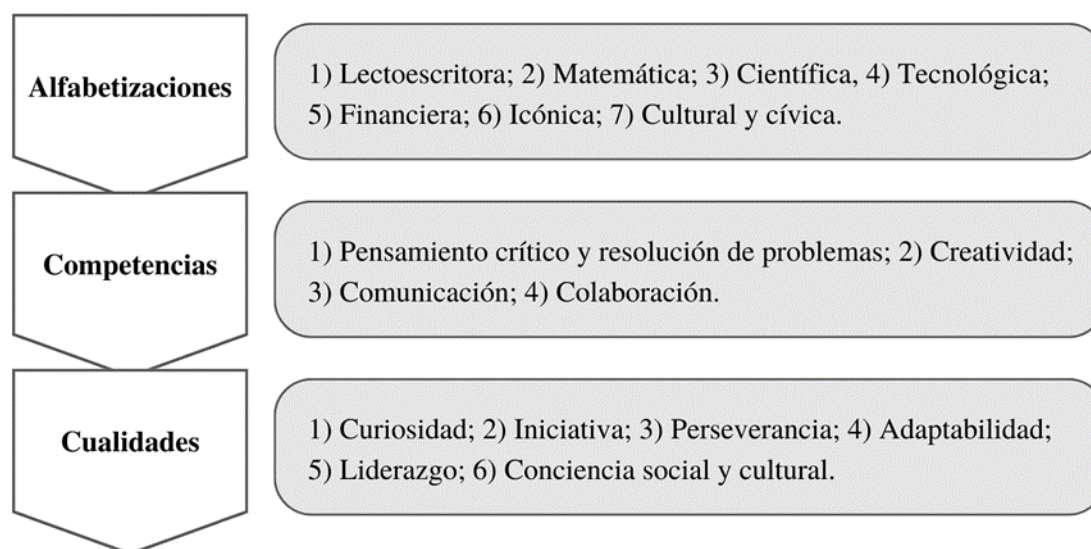 Alfabetizaciones
1) Lectoescritora; 2) Matemática; 3) Científica, 4) Tecnológica;
5) Financiera; 6) Icónica; 7) Cultural y cívica.
Competencias
1) Pensamiento crítico y resolución de problemas; 2) Creatividad;
3) Comunicación; 4) Colaboración.
Cualidades
1) Curiosidad; 2) Iniciativa; 3) Perseverancia; 4) Adaptabilidad;
5) Liderazgo; 6) Conciencia social y cultural.